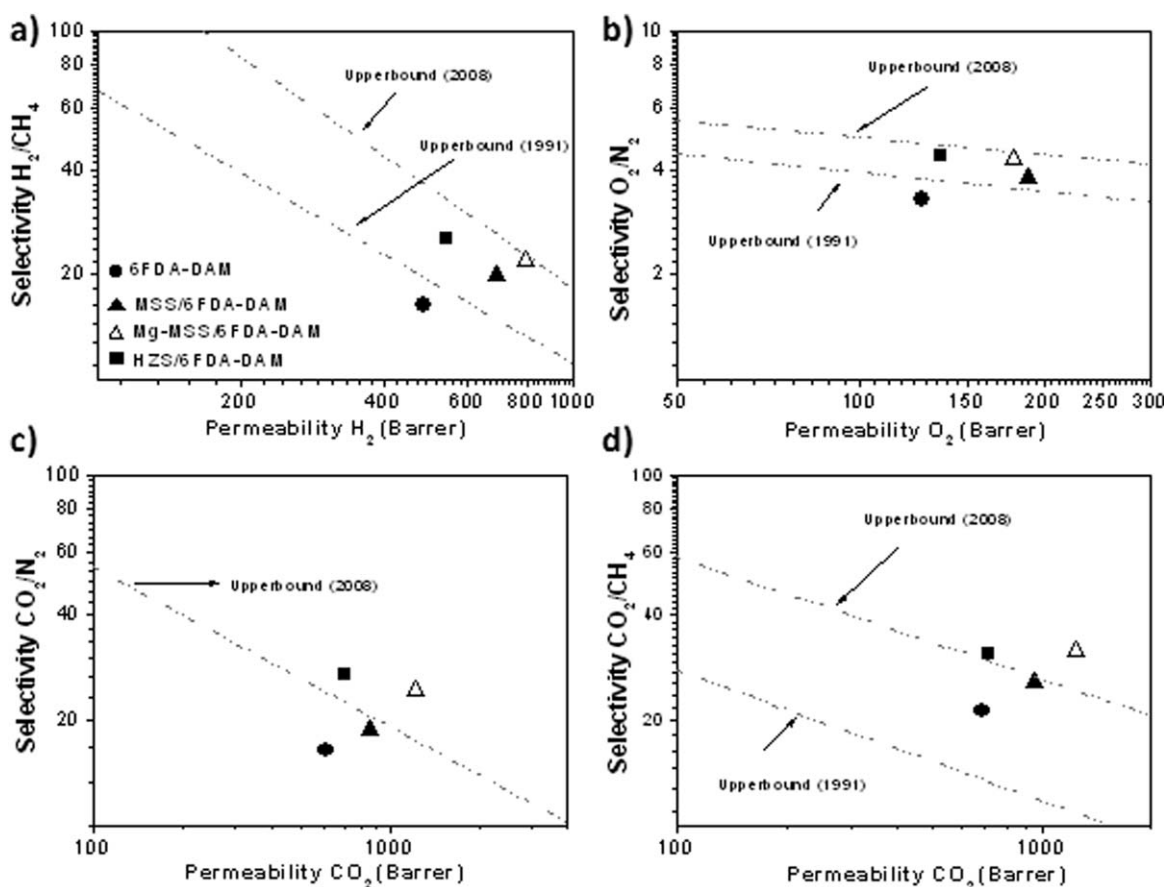 a)
100
80
60
40
20
Selectivity H2/CH4
Upperbound (2008)
Upperbound (1991)
6FDA-DAM
MSS/6FDA-DAM
Mg-MSS/6FDA-DAM
HZS/6FDA-DAM
200 400 600 800 1000
Permeability H2 (Barrer)
b)
10
8
6
4
2
Selectivity O2/N2
Upperbound (2008)
Upperbound (1991)
50 100 150 200 250 300
Permeability O2 (Barrer)
c)
100
80
60
40
20
Selectivity CO2/N2
Upperbound (2008)
100 1000
Permeability CO2 (Barrer)
d)
100
80
60
40
20
Selectivity CO2/CH4
Upperbound (2008)
Upperbound (1991)
100 1000
Permeability CO2 (Barrer)